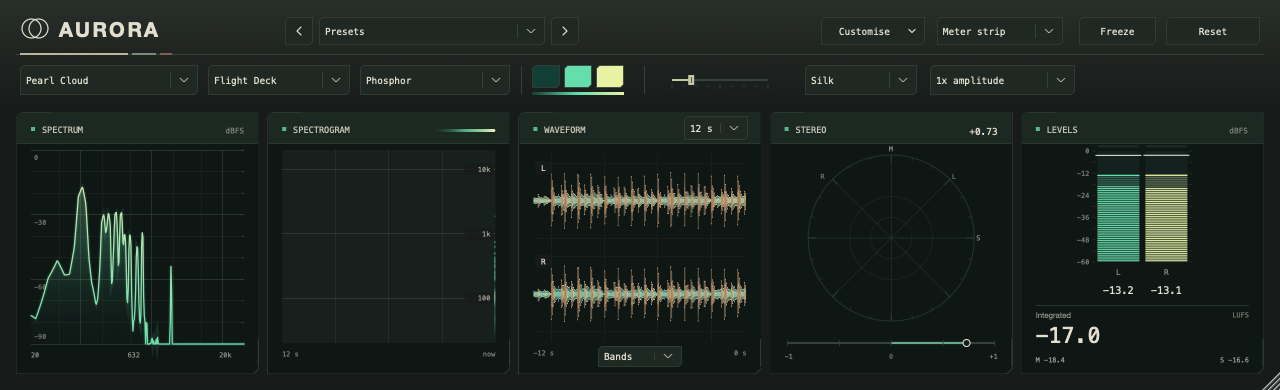 AURORA
Presets
Customise
Meter strip
Freeze
Reset
Pearl Cloud
Flight Deck
Phosphor
Silk
1x amplitude
SPECTRUM
dBFS
0
−30
−60
−90
20
632
20k
SPECTROGRAM
10k
1k
100
12 s
now
WAVEFORM
12 s
L
R
−12 s
Bands
0 s
STEREO
+0.73
M
R
L
S
−1
0
+1
LEVELS
dBFS
0
−12
−24
−36
−48
−60
L
R
−13.2
−13.1
Integrated
LUFS
−17.0
M −18.4
S −16.6